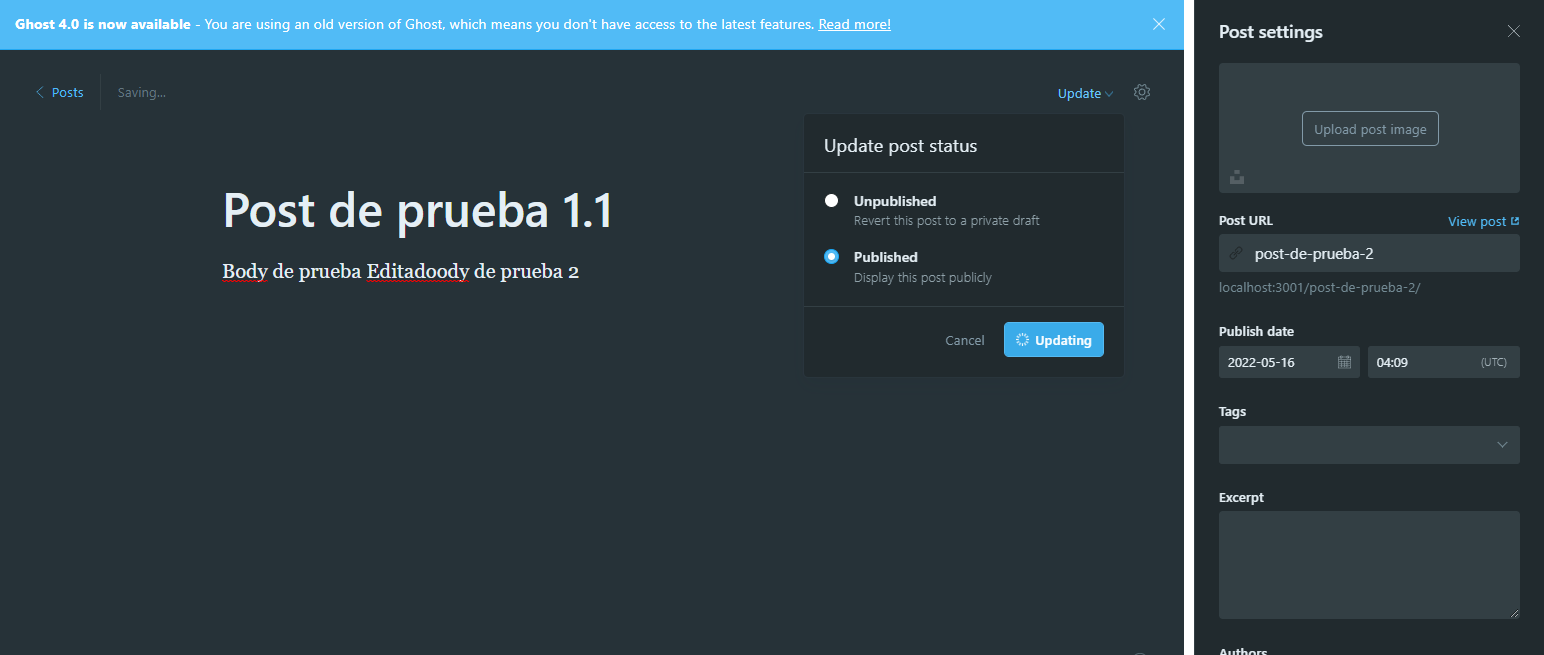 Ghost 4.0 is now available - You are using an old version of Ghost, which means you don't have access to the latest features. Read more!
Posts
Saving...
Update
Update post status
Unpublished
Revert this post to a private draft
Published
Display this post publicly
Cancel
Updating
Post de prueba 1.1
Body de prueba Editadoody de prueba 2
Post settings
Upload post image
Post URL
View post
post-de-prueba-2
localhost:3001/post-de-prueba-2/
Publish date
2022-05-16
04:09
(UTC)
Tags
Excerpt
Authors